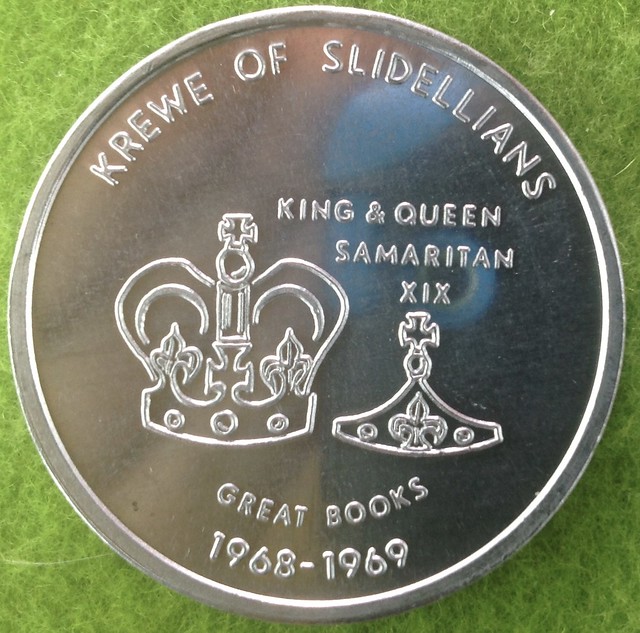 KREWE OF SLIDELLIANS
KING & QUEEN
SAMARITAN
XIX
GREAT BOOKS
1968-1969